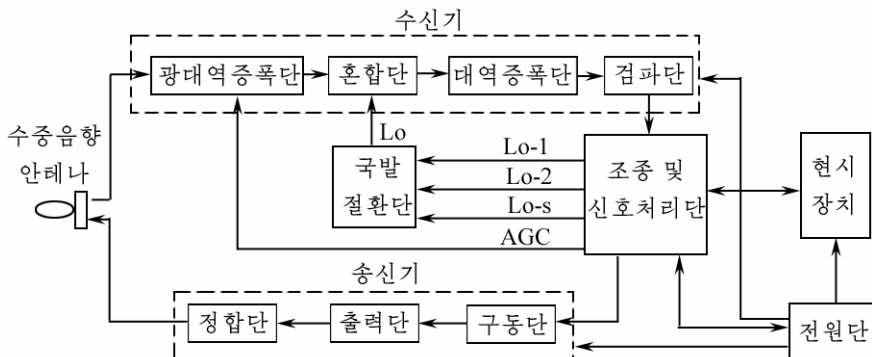 수신기
광대역증폭단
혼합단
대역증폭단
검파단
수중음향
안테나
Lo
국발
절환단
Lo-1
Lo-2
Lo-s
AGC
조종 및
신호처리단
현시
장치
송신기
정합단
출력단
구동단
전원단